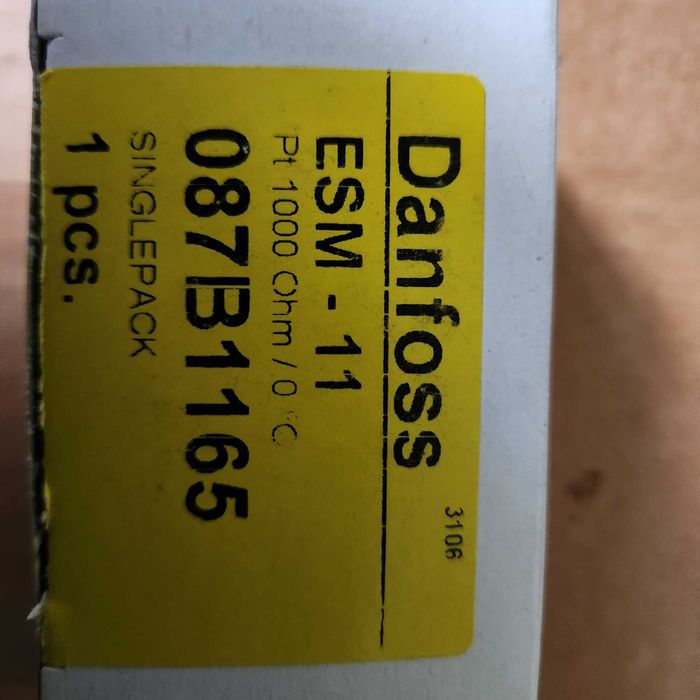 Danfoss
3106
ESM - 11
Pt 1000 Ohm / 0 °C
087B1165
SINGLEPACK
1 pcs.